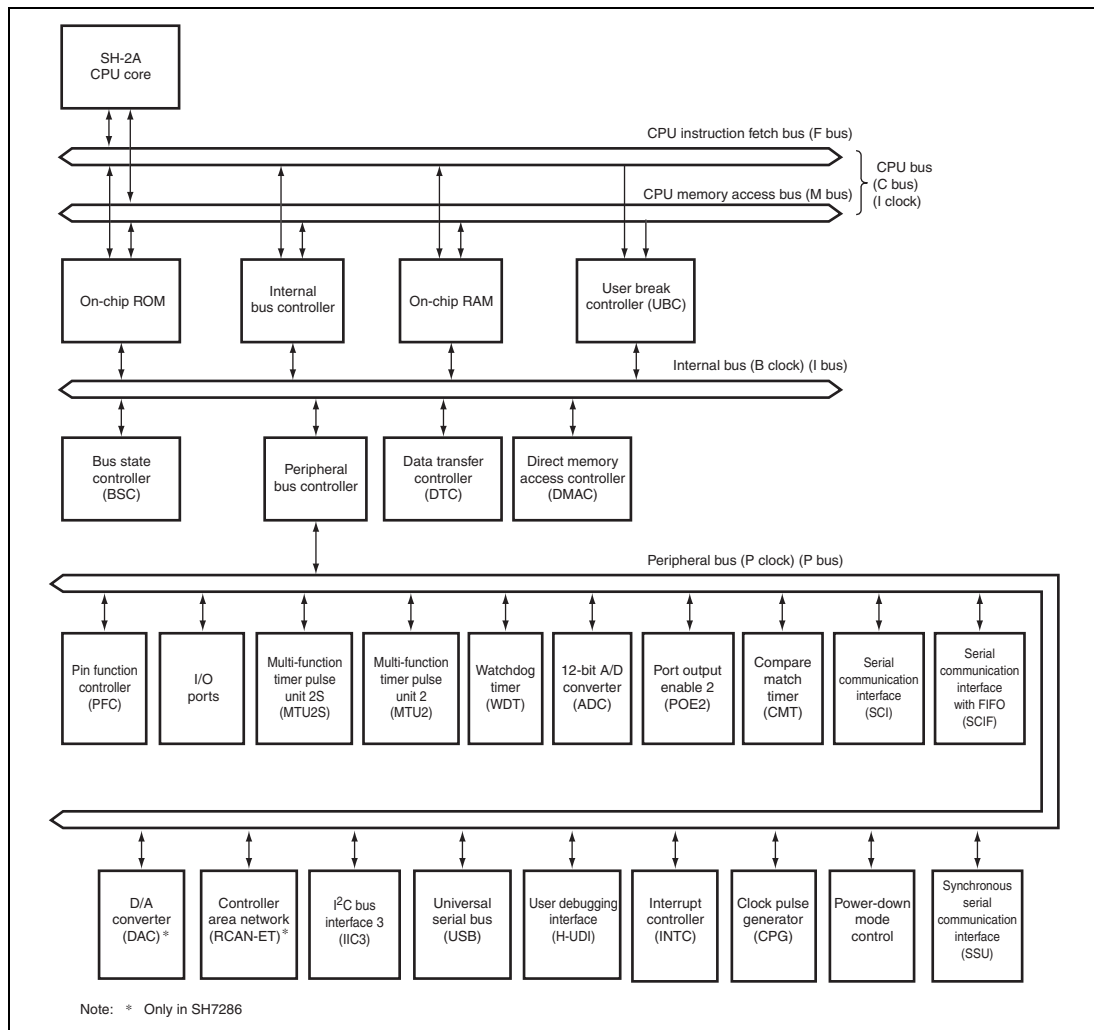 SH-2A
CPU core
CPU instruction fetch bus (F bus)
CPU bus
(C bus)
(I clock)
CPU memory access bus (M bus)
On-chip ROM
Internal
bus controller
On-chip RAM
User break
controller (UBC)
Internal bus (B clock) (I bus)
Bus state
controller
(BSC)
Peripheral
bus controller
Data transfer
controller
(DTC)
Direct memory
access controller
(DMAC)
Peripheral bus (P clock) (P bus)
Pin function
controller
(PFC)
I/O
ports
Multi-function
timer pulse
unit 2S
(MTU2S)
Multi-function
timer pulse
unit 2
(MTU2)
Watchdog
timer
(WDT)
12-bit A/D
converter
(ADC)
Port output
enable 2
(POE2)
Compare
match
timer
(CMT)
Serial
communication
interface
(SCI)
Serial
communication
interface
with FIFO
(SCIF)
D/A
converter
(DAC) *
Controller
area network
(RCAN-ET)*
I²C bus
interface 3
(IIC3)
Universal
serial bus
(USB)
User debugging
interface
(H-UDI)
Interrupt
controller
(INTC)
Clock pulse
generator
(CPG)
Power-down
mode
control
Synchronous
serial
communication
interface
(SSU)
Note: * Only in SH7286